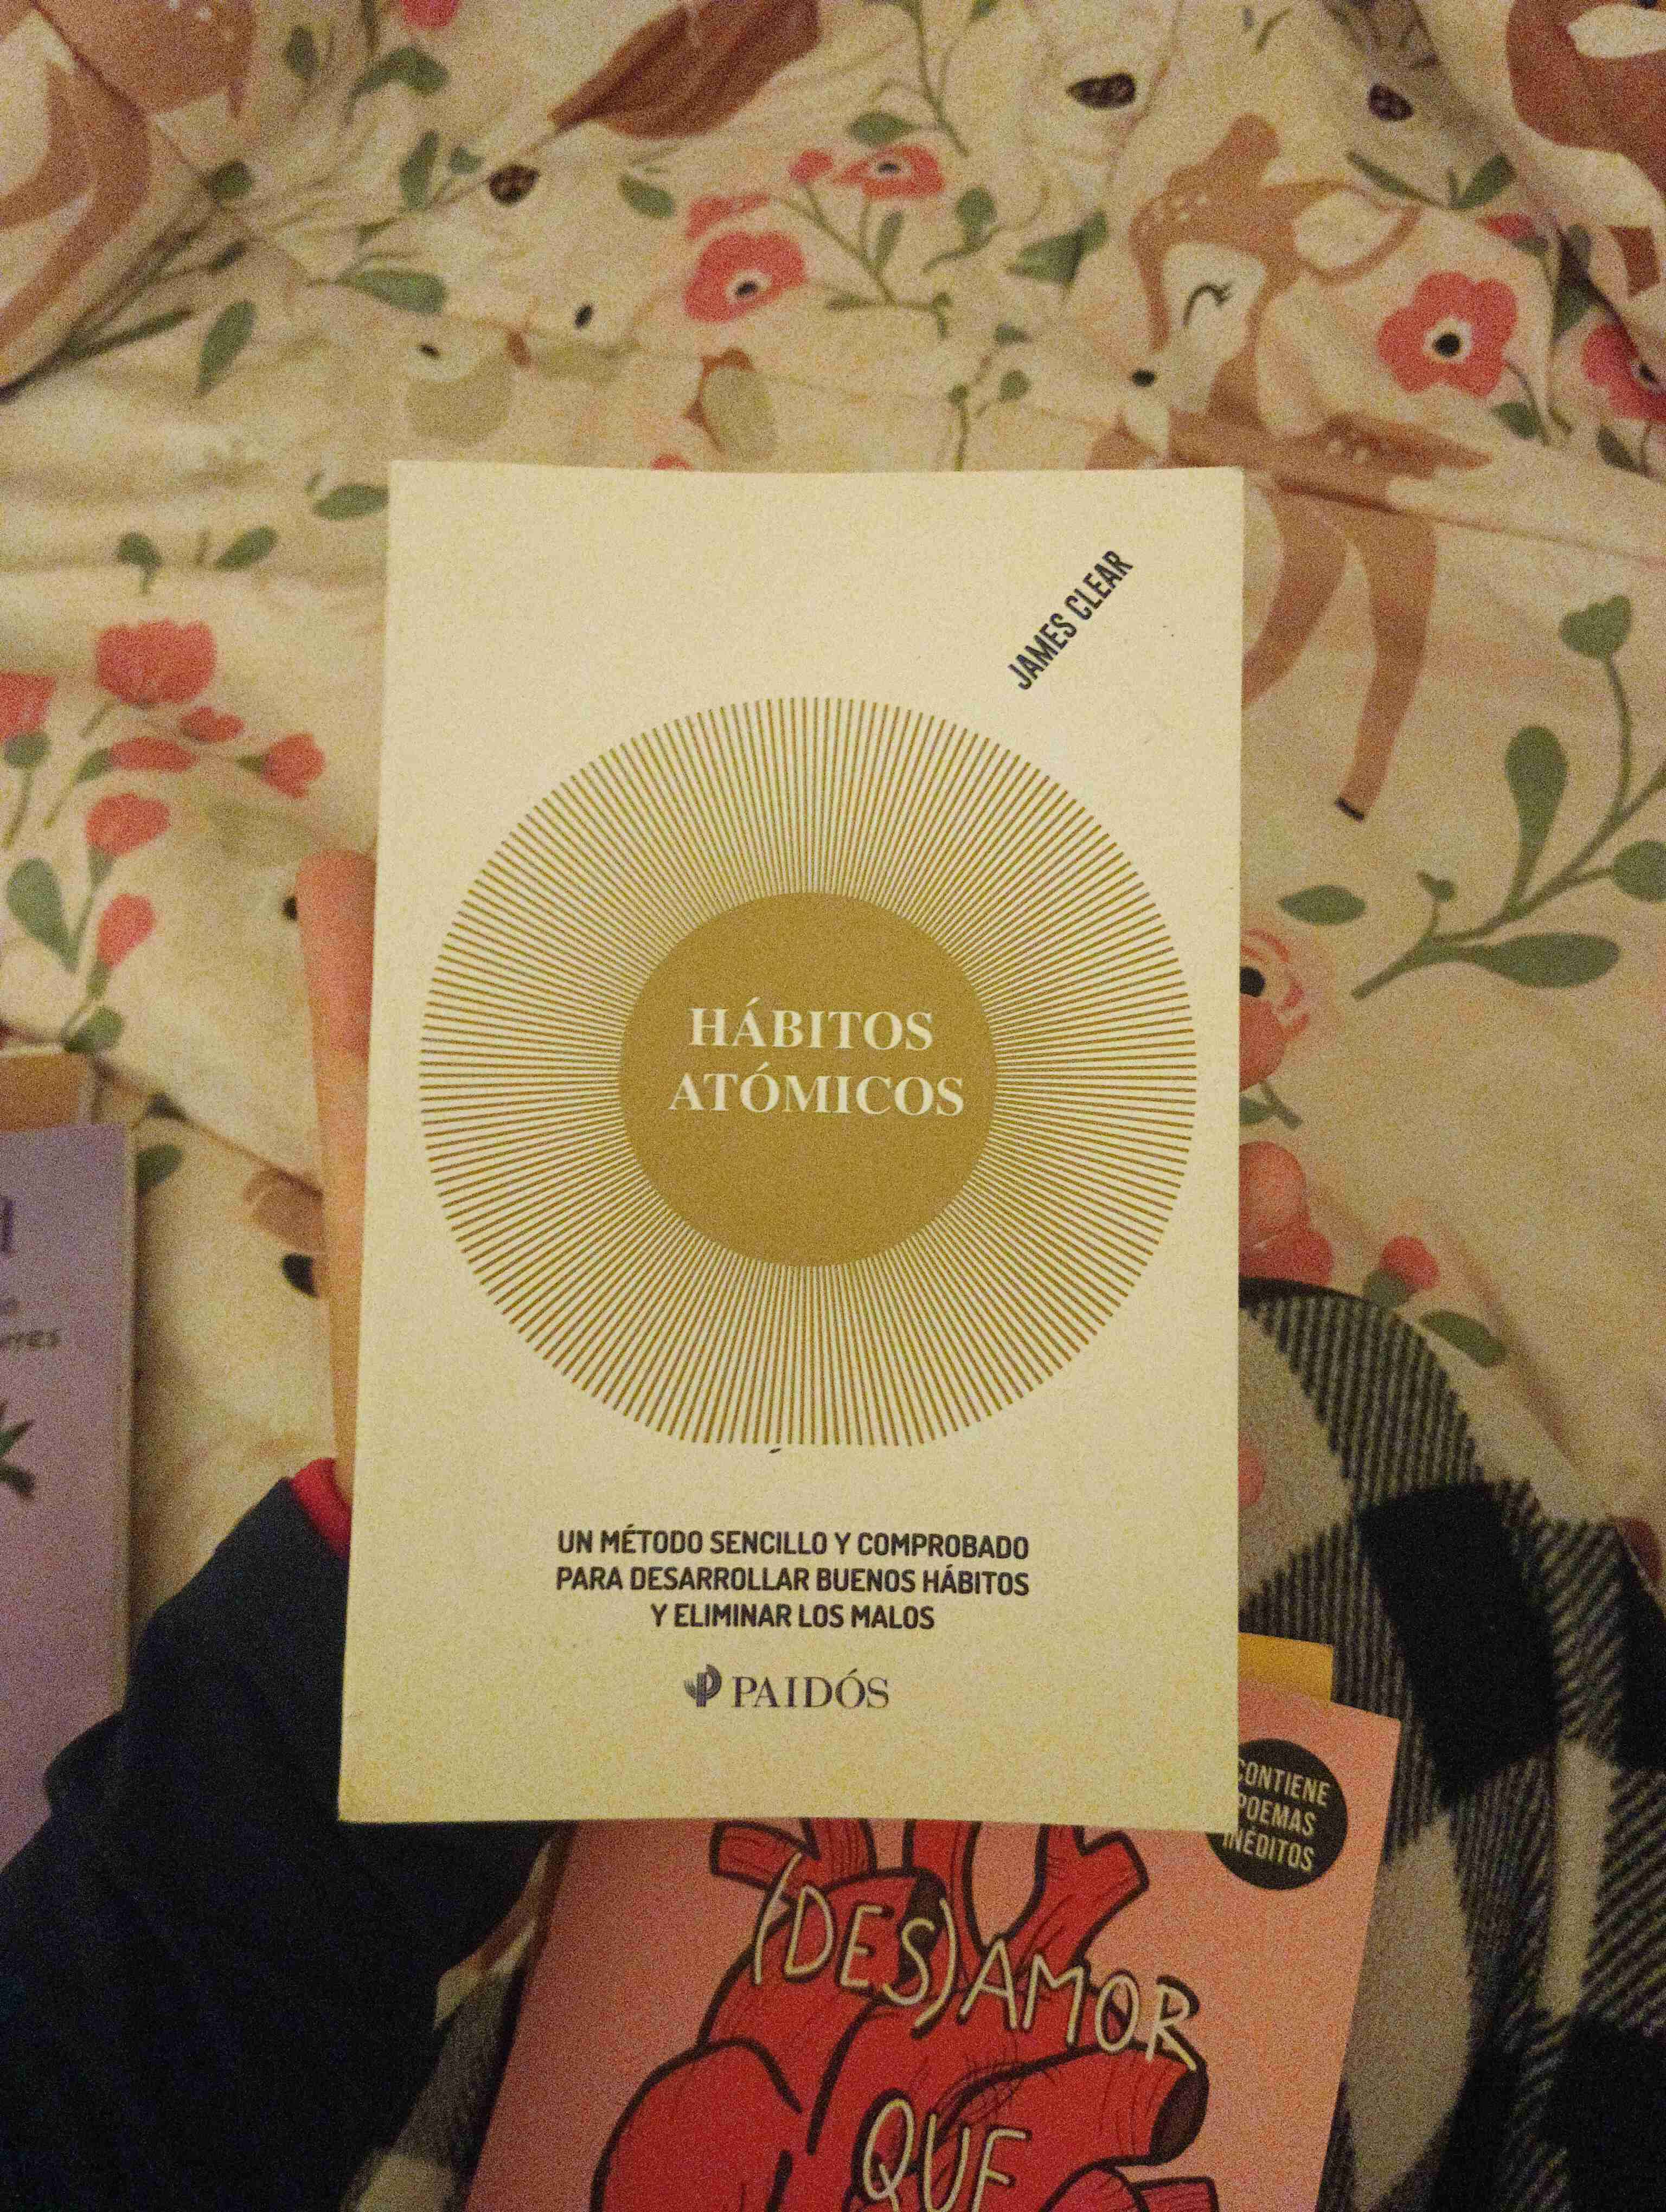 JAMES CLEAR
HÁBITOS
ATÓMICOS
UN MÉTODO SENCILLO Y COMPROBADO
PARA DESARROLLAR BUENOS HÁBITOS
Y ELIMINAR LOS MALOS
PAIDÓS
CONTIENE
POEMAS
INÉDITOS
(DES)AMOR
QUE